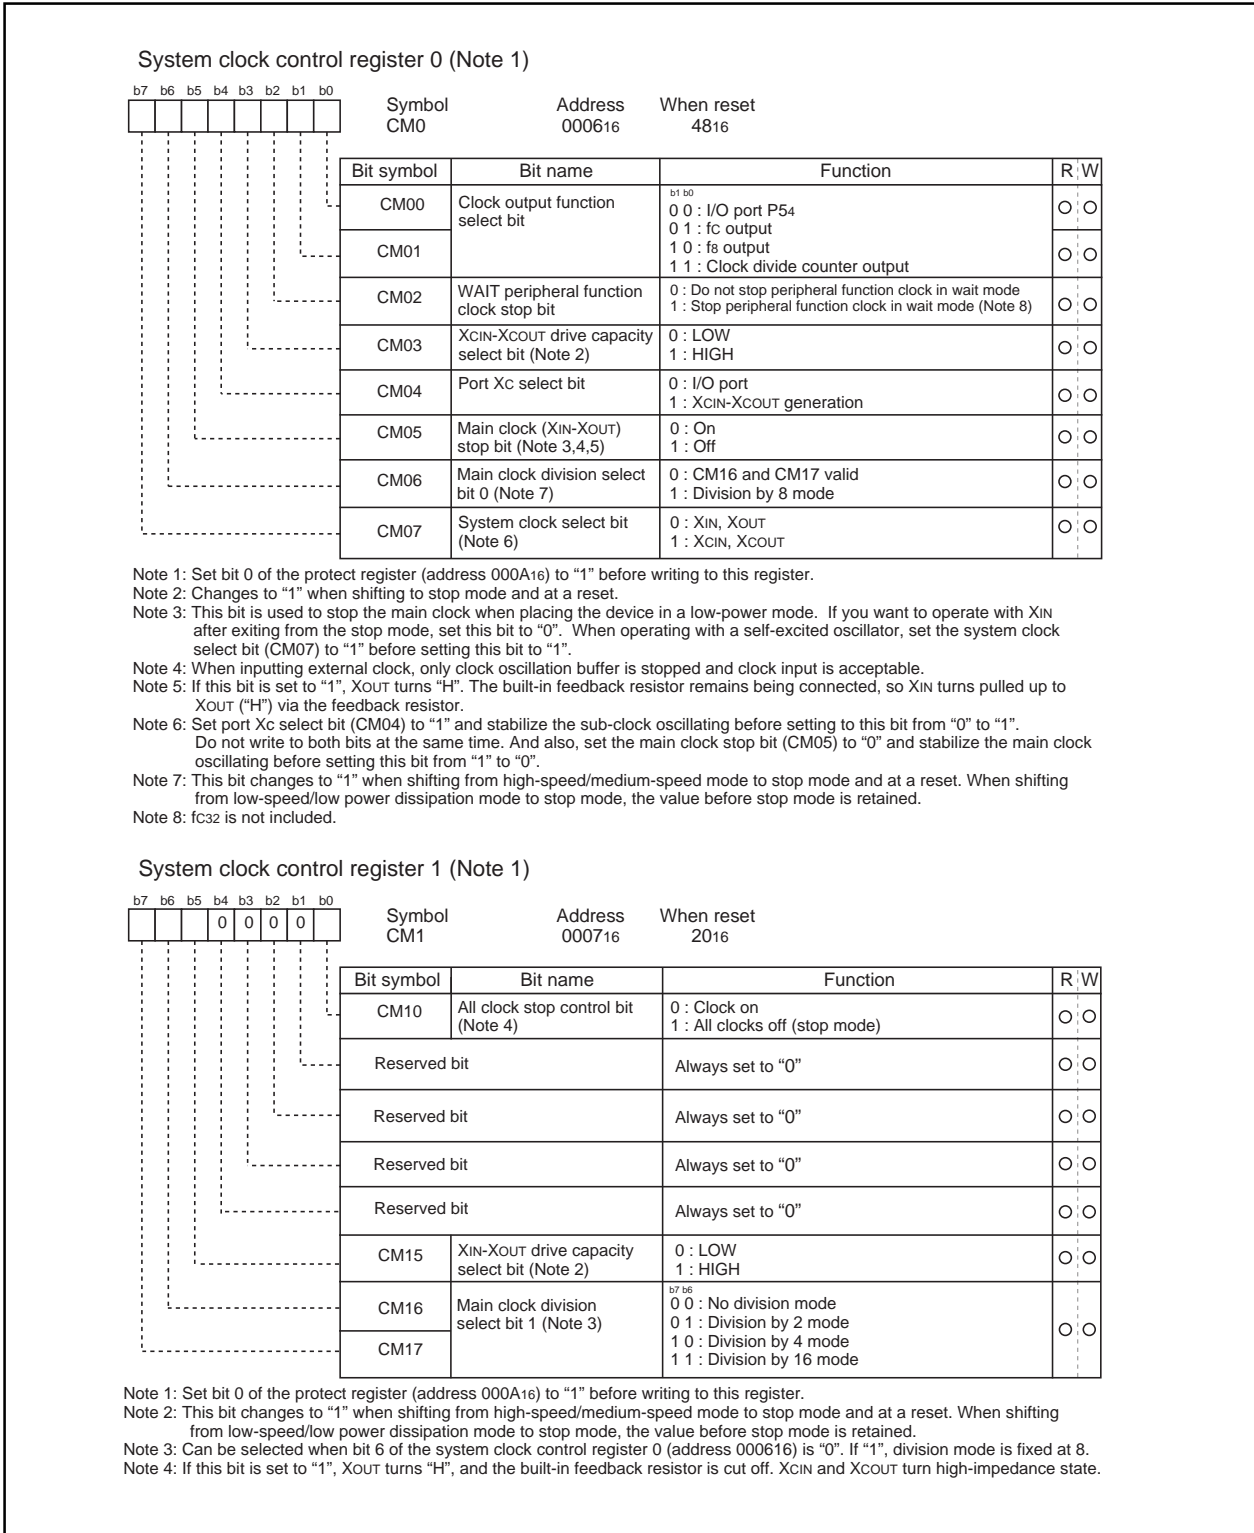 System clock control register 0 (Note 1)
b7 b6 b5 b4 b3 b2 b1 b0
Symbol Address When reset
CM0 000616 4816
Bit symbol Bit name Function R W
CM00 Clock output function select bit
b1 b0
0 0 : I/O port P54
0 1 : fC output
1 0 : f8 output
1 1 : Clock divide counter output
CM01
CM02 WAIT peripheral function clock stop bit
0 : Do not stop peripheral function clock in wait mode
1 : Stop peripheral function clock in wait mode (Note 8)
CM03 XCIN-XCOUT drive capacity select bit (Note 2)
0 : LOW
1 : HIGH
CM04 Port XC select bit
0 : I/O port
1 : XCIN-XCOUT generation
CM05 Main clock (XIN-XOUT) stop bit (Note 3,4,5)
0 : On
1 : Off
CM06 Main clock division select bit 0 (Note 7)
0 : CM16 and CM17 valid
1 : Division by 8 mode
CM07 System clock select bit (Note 6)
0 : XIN, XOUT
1 : XCIN, XCOUT
Note 1: Set bit 0 of the protect register (address 000A16) to “1” before writing to this register.
Note 2: Changes to “1” when shifting to stop mode and at a reset.
Note 3: This bit is used to stop the main clock when placing the device in a low-power mode. If you want to operate with XIN
after exiting from the stop mode, set this bit to “0”. When operating with a self-excited oscillator, set the system clock
select bit (CM07) to “1” before setting this bit to “1”.
Note 4: When inputting external clock, only clock oscillation buffer is stopped and clock input is acceptable.
Note 5: If this bit is set to “1”, XOUT turns “H”. The built-in feedback resistor remains being connected, so XIN turns pulled up to
XOUT (“H”) via the feedback resistor.
Note 6: Set port Xc select bit (CM04) to “1” and stabilize the sub-clock oscillating before setting to this bit from “0” to “1”.
Do not write to both bits at the same time. And also, set the main clock stop bit (CM05) to “0” and stabilize the main clock
oscillating before setting this bit from “1” to “0”.
Note 7: This bit changes to “1” when shifting from high-speed/medium-speed mode to stop mode and at a reset. When shifting
from low-speed/low power dissipation mode to stop mode, the value before stop mode is retained.
Note 8: fC32 is not included.
System clock control register 1 (Note 1)
b7 b6 b5 b4 b3 b2 b1 b0
0 0 0 0
Symbol Address When reset
CM1 000716 2016
Bit symbol Bit name Function R W
CM10 All clock stop control bit (Note 4)
0 : Clock on
1 : All clocks off (stop mode)
Reserved bit Always set to “0”
Reserved bit Always set to “0”
Reserved bit Always set to “0”
Reserved bit Always set to “0”
CM15 XIN-XOUT drive capacity select bit (Note 2)
0 : LOW
1 : HIGH
CM16 Main clock division select bit 1 (Note 3)
b7 b6
0 0 : No division mode
0 1 : Division by 2 mode
1 0 : Division by 4 mode
1 1 : Division by 16 mode
CM17
Note 1: Set bit 0 of the protect register (address 000A16) to “1” before writing to this register.
Note 2: This bit changes to “1” when shifting from high-speed/medium-speed mode to stop mode and at a reset. When shifting
from low-speed/low power dissipation mode to stop mode, the value before stop mode is retained.
Note 3: Can be selected when bit 6 of the system clock control register 0 (address 000616) is “0”. If “1”, division mode is fixed at 8.
Note 4: If this bit is set to “1”, XOUT turns “H”, and the built-in feedback resistor is cut off. XCIN and XCOUT turn high-impedance state.